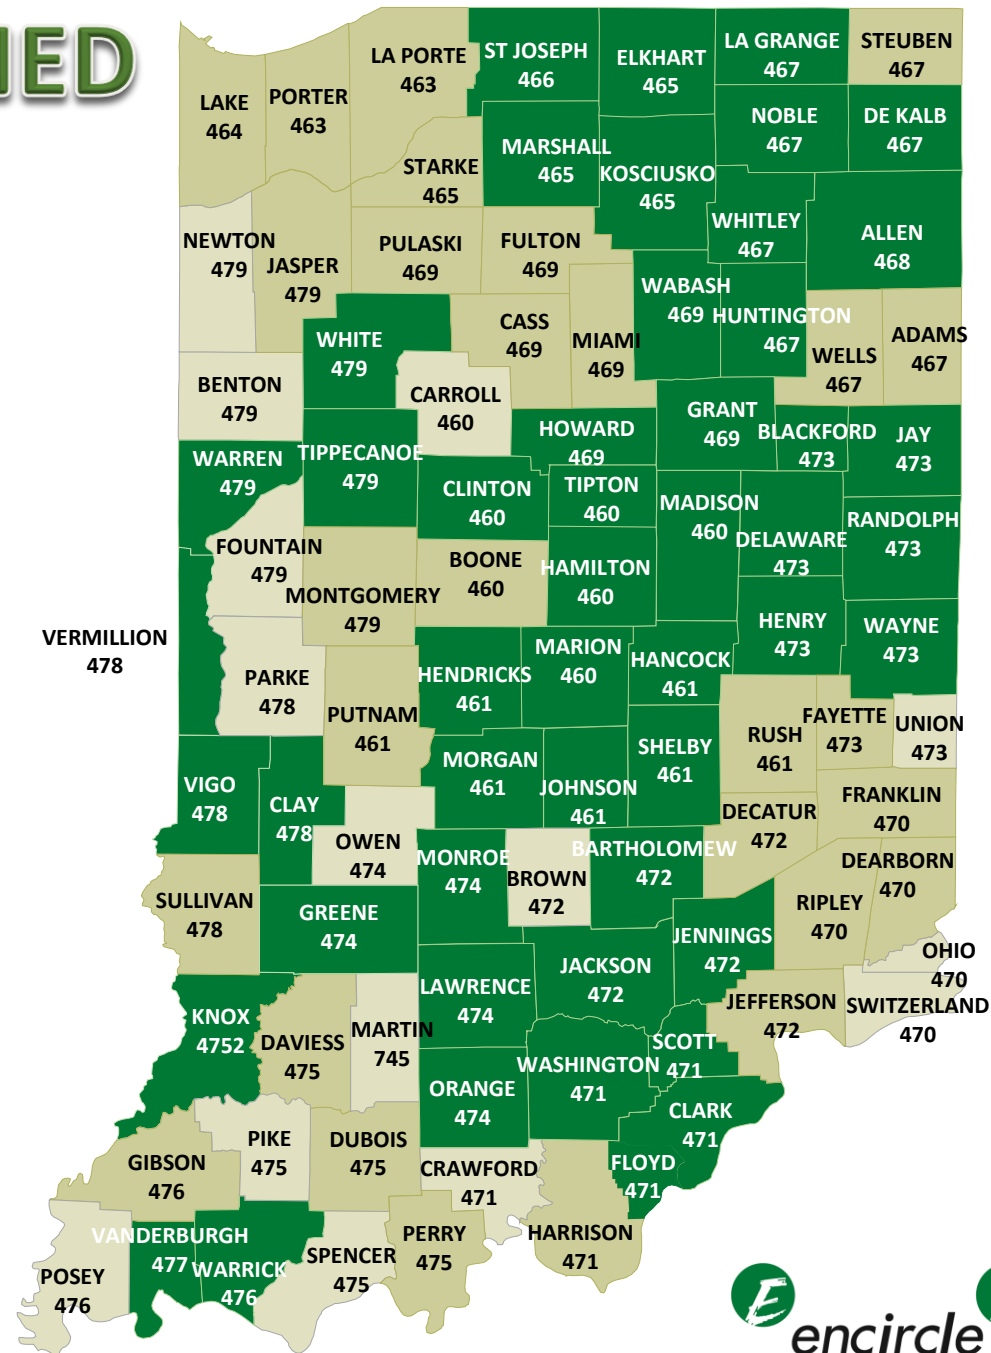 IED
LA PORTE
463
ST JOSEPH
466
ELKHART
465
LA GRANGE
467
STEUBEN
467
LAKE
464
PORTER
463
NOBLE
467
DE KALB
467
STARKE
465
MARSHALL
465
KOSCIUSKO
465
WHITLEY
467
ALLEN
468
NEWTON
479
JASPER
479
PULASKI
469
FULTON
469
WABASH
469
HUNTINGTON
467
WHITE
479
CASS
469
MIAMI
469
WELLS
467
ADAMS
467
BENTON
479
CARROLL
460
HOWARD
469
GRANT
469
BLACKFORD
473
JAY
473
WARREN
479
TIPPECANOE
479
CLINTON
460
TIPTON
460
MADISON
460
DELAWARE
473
RANDOLPH
473
FOUNTAIN
479
MONTGOMERY
479
BOONE
460
HAMILTON
460
HENRY
473
WAYNE
473
VERMILLION
478
PARKE
478
PUTNAM
461
HENDRICKS
461
MARION
460
HANCOCK
461
RUSH
461
FAYETTE
473
UNION
473
VIGO
478
CLAY
478
MORGAN
461
JOHNSON
461
SHELBY
461
DECATUR
472
FRANKLIN
470
OWEN
474
MONROE
474
BROWN
472
BARTHOLOMEW
472
DEARBORN
470
SULLIVAN
478
GREENE
474
RIPLEY
470
JENNINGS
472
OHIO
470
KNOX
4752
DAVIESS
475
MARTIN
745
LAWRENCE
474
JACKSON
472
JEFFERSON
472
SWITZERLAND
470
SCOTT
471
ORANGE
474
WASHINGTON
471
CLARK
471
GIBSON
476
PIKE
475
DUBOIS
475
CRAWFORD
471
FLOYD
471
HARRISON
471
VANDERBURGH
477
WARRICK
476
SPENCER
475
PERRY
475
POSEY
476
E
encircle